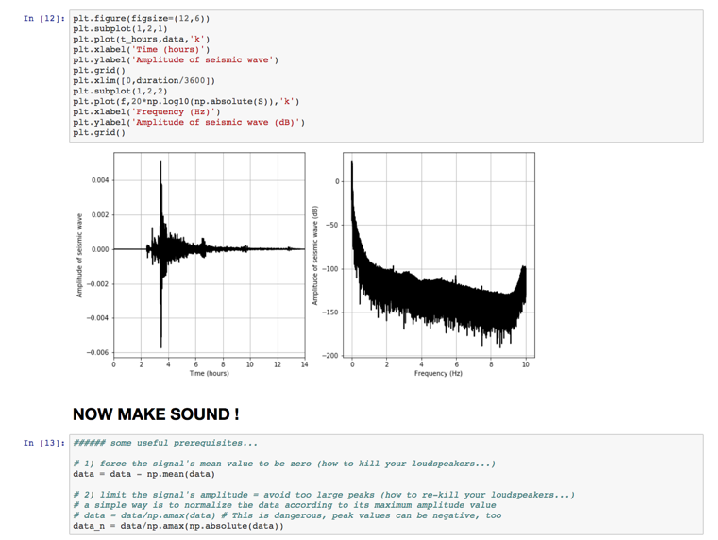 In [12]: plt.figure(figsize=(12,6))
plt.subplot(1,2,1)
plt.plot(t_hours,data,'k')
plt.xlabel('Time (hours)')
plt.ylabel('Amplitude of seismic wave')
plt.grid()
plt.xlim([0,duration/3600])
plt.subplot(1,2,2)
plt.plot(f,20*np.log10(np.absolute(S)),'k')
plt.xlabel('Frequency (Hz)')
plt.ylabel('Amplitude of seismic wave (dB)')
plt.grid()
Amplitude of seismic wave
0.004
0.002
0.000
−0.002
−0.004
−0.006
0 2 4 6 8 10 12 14
Time (hours)
Amplitude of seismic wave (dB)
0
−50
−100
−150
−200
0 2 4 6 8 10
Frequency (Hz)
NOW MAKE SOUND !
In [13]: ###### some useful prerequisites...
# 1) force the signal's mean value to be zero (how to kill your loudspeakers...)
data = data - np.mean(data)
# 2) limit the signal's amplitude = avoid too large peaks (how to re-kill your loudspeakers...)
# a simple way is to normalize the data according to its maximum amplitude value
# data = data/np.amax(data) # This is dangerous, peak values can be negative, too
data_n = data/np.amax(np.absolute(data))